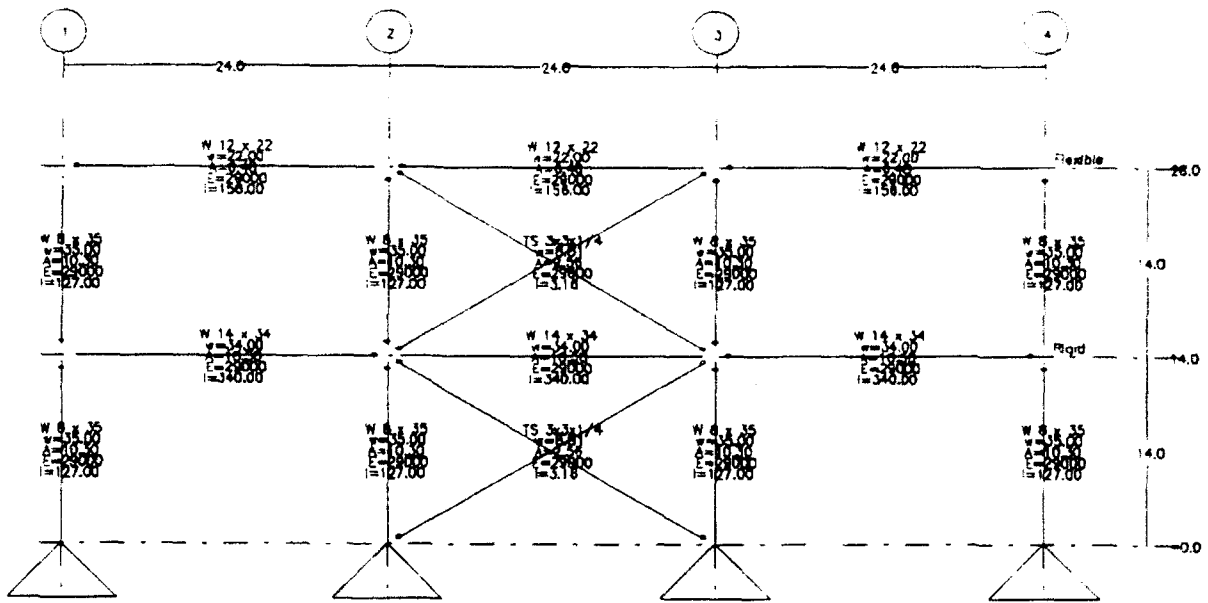 1 2 3 4
24.0 24.0 24.0
W 12 x 22 W 12 x 22 W 12 x 22
w=22.00 w=22.00 w=22.00
E=29000 E=29000 E=29000
I=156.00 I=156.00 I=156.00
Flexible
28.0
W 8 x 35 W 8 x 35 TS 3x3x1/4 W 8 x 35 W 8 x 35
w=35.00 w=35.00 w=35.00 w=35.00
A=10.30 A=10.30 A=10.30 A=10.30
E=29000 E=29000 E=29000 E=29000 E=29000
I=127.00 I=127.00 I=3.16 I=127.00 I=127.00
14.0
W 14 x 34 W 14 x 34 W 14 x 34
w=34.00 w=34.00 w=34.00
E=29000 E=29000 E=29000
I=340.00 I=340.00 I=340.00
Rigid
14.0
W 8 x 35 W 8 x 35 TS 3x3x1/4 W 8 x 35 W 8 x 35
w=35.00 w=35.00 w=35.00 w=35.00
A=10.30 A=10.30 A=10.30 A=10.30
E=29000 E=29000 E=29000 E=29000 E=29000
I=127.00 I=127.00 I=3.16 I=127.00 I=127.00
14.0
0.0